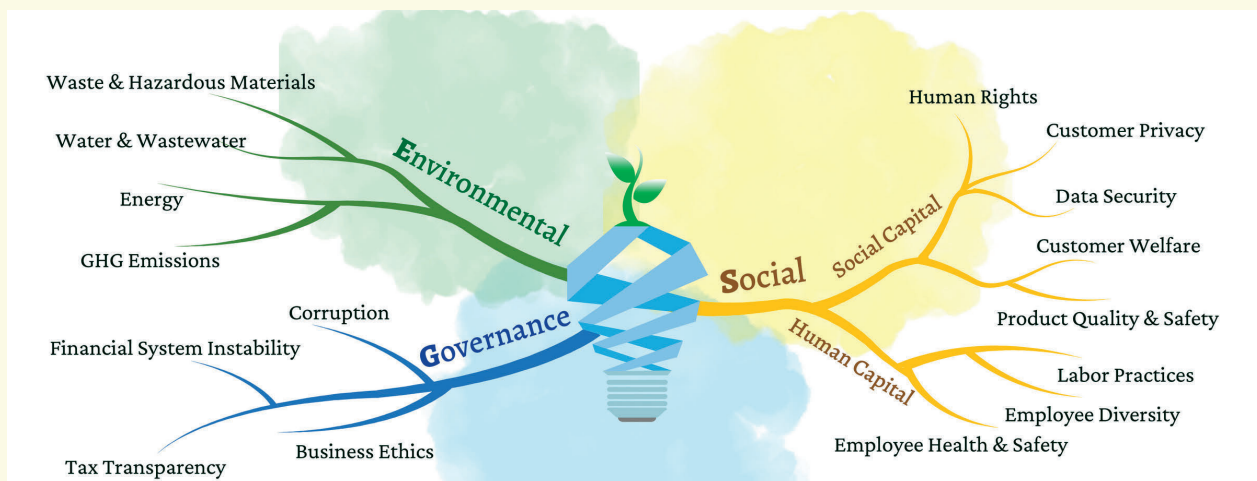 Waste & Hazardous Materials
Water & Wastewater
Energy
GHG Emissions
Environmental
Corruption
Financial System Instability
Governance
Business Ethics
Tax Transparency
Social
Social Capital
Human Rights
Customer Privacy
Data Security
Customer Welfare
Product Quality & Safety
Human Capital
Labor Practices
Employee Diversity
Employee Health & Safety